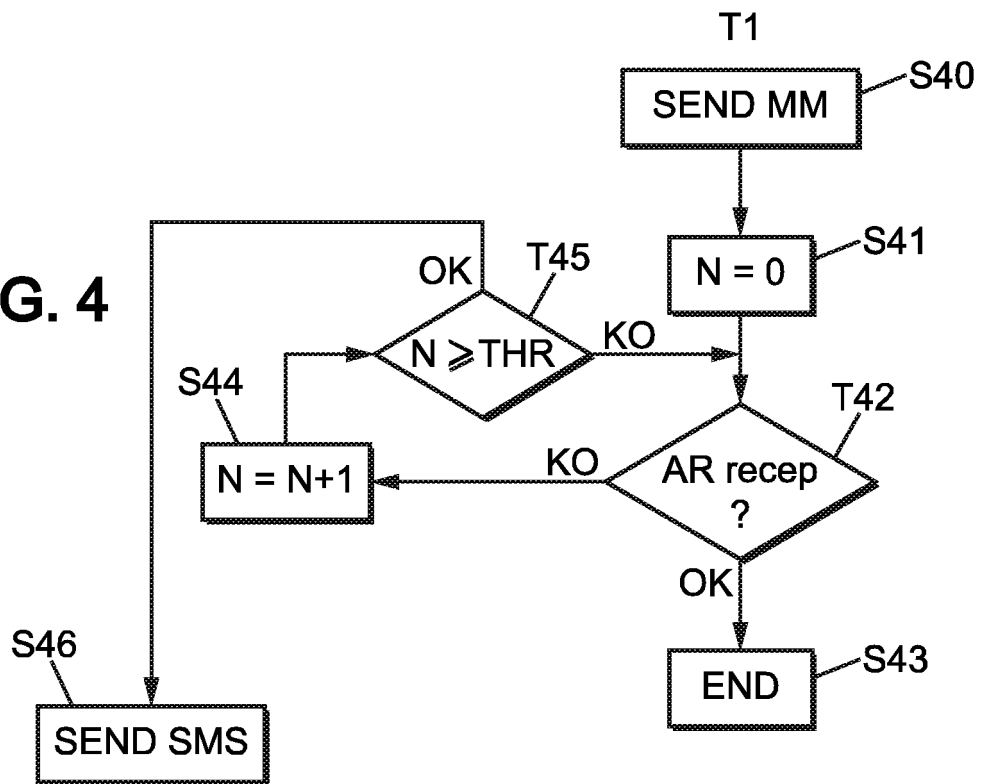 T1
SEND MM
S40
N = 0
S41
G. 4
OK
T45
N ⩾ THR
KO
S44
N = N+1
T42
AR recep
?
KO
OK
S46
SEND SMS
END
S43